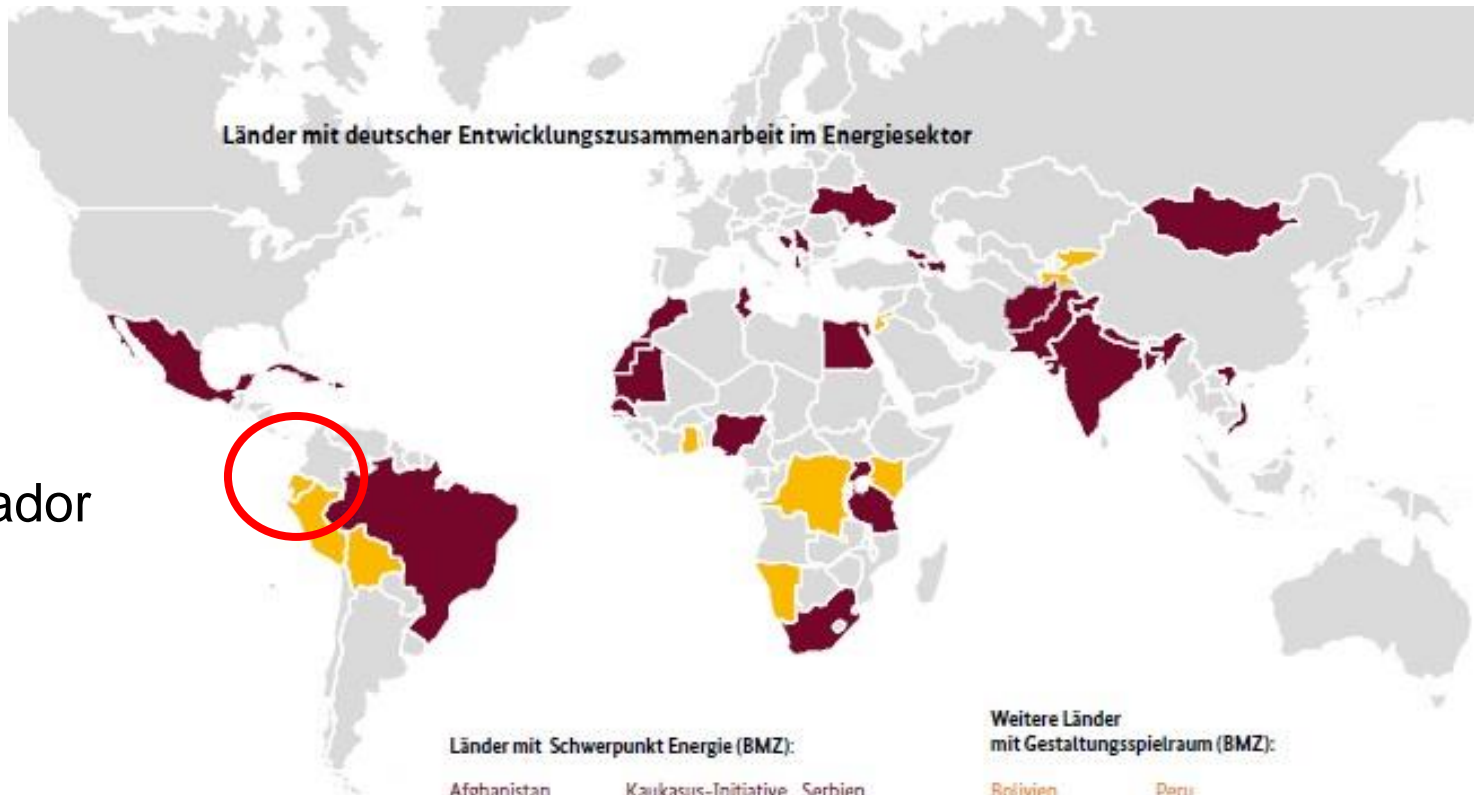 Länder mit deutscher Entwicklungszusammenarbeit im Energiesektor
ador
Länder mit Schwerpunkt Energie (BMZ):
Weitere Länder
mit Gestaltungsspielraum (BMZ):
Afghanistan Kaukasus-Initiative Serbien
Bolivien Peru